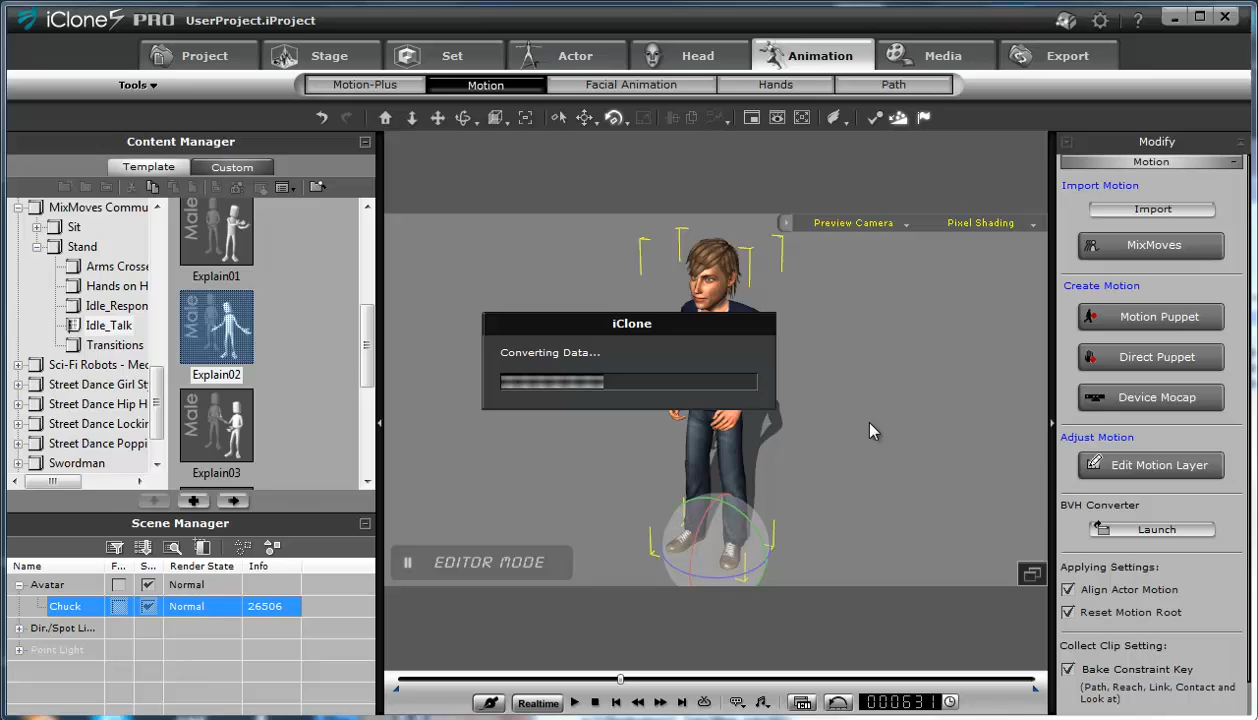 iClone5 PRO UserProject.iProject ?
Project Stage Set Actor Head Animation Media Export
Tools Motion-Plus Motion Facial Animation Hands Path
Content Manager
Template Custom
MixMoves Commu
Sit
Stand
Arms Crosse
Hands on H
Idle_Respon
Idle_Talk
Transitions
Sci-Fi Robots - Mec
Street Dance Girl St
Street Dance Hip H
Street Dance Lockin
Street Dance Poppi
Swordman
Male
Explain01
Male
Explain02
Male
Explain03
Scene Manager
Name F... S... Render State Info
Avatar Normal
Chuck Normal 26506
Dir./Spot Li...
Point Light
Preview Camera Pixel Shading
iClone
Converting Data...
EDITOR MODE
Realtime 000631
Modify
Motion
Import Motion
Import
MixMoves
Create Motion
Motion Puppet
Direct Puppet
Device Mocap
Adjust Motion
Edit Motion Layer
BVH Converter
Launch
Applying Settings:
Align Actor Motion
Reset Motion Root
Collect Clip Setting:
Bake Constraint Key
(Path, Reach, Link, Contact and
Look at)